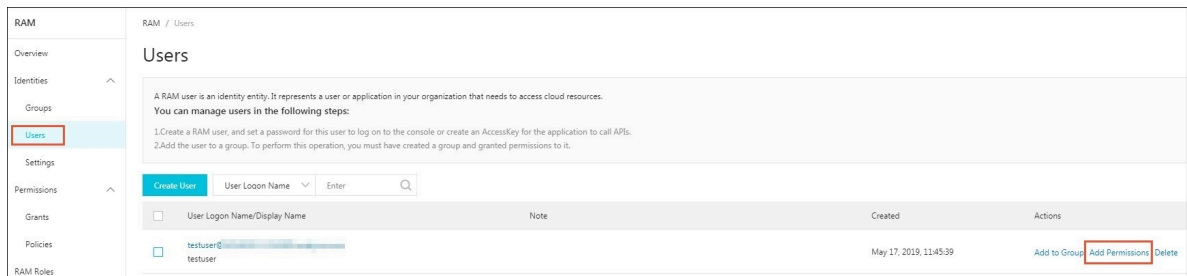 RAM
RAM / Users
Overview
Users
Identities
Groups
Users
Settings
Permissions
Grants
Policies
RAM Roles
A RAM user is an identity entity. It represents a user or application in your organization that needs to access cloud resources.
You can manage users in the following steps:
1.Create a RAM user, and set a password for this user to log on to the console or create an AccessKey for the application to call APIs.
2.Add the user to a group. To perform this operation, you must have created a group and granted permissions to it.
Create User User Logon Name Enter
User Logon Name/Display Name Note Created Actions
testuser@ May 17, 2019, 11:45:39 Add to Group Add Permissions Delete
testuser